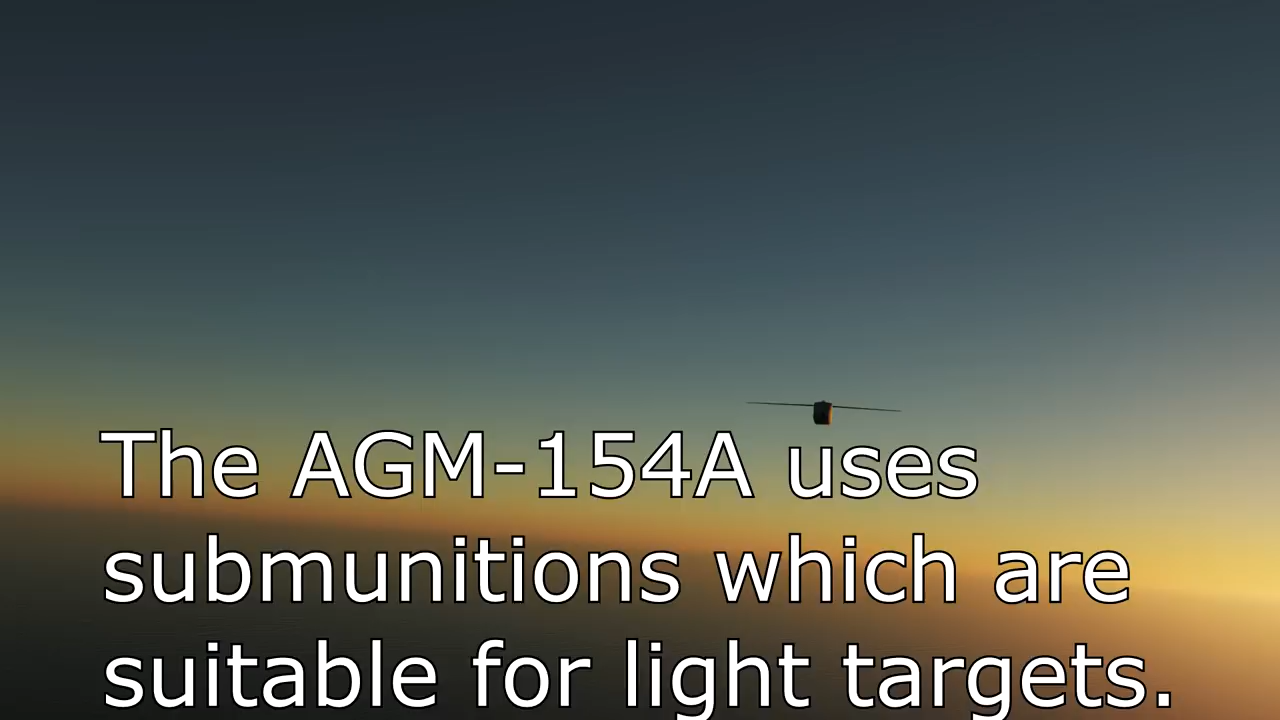 The AGM-154A uses
submunitions which are
suitable for light targets.